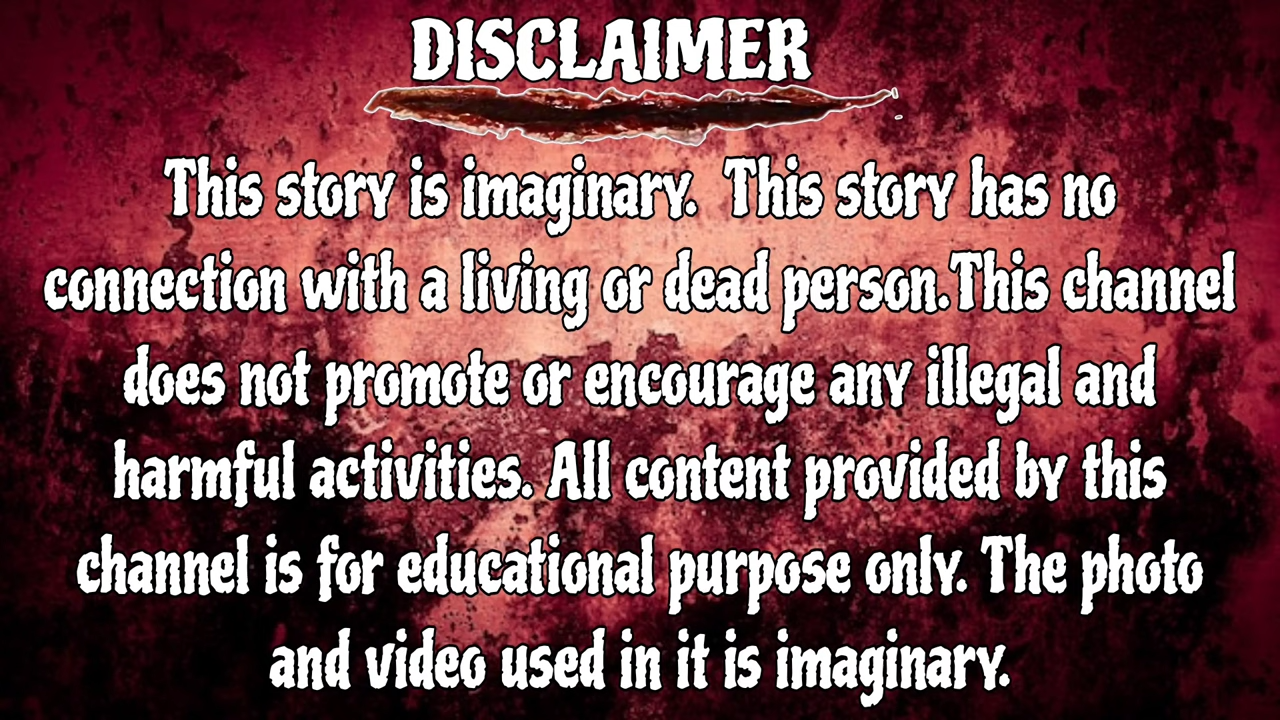 DISCLAIMER
This story is imaginary. This story has no
connection with a living or dead person.This channel
does not promote or encourage any illegal and
harmful activities. All content provided by this
channel is for educational purpose only. The photo
and video used in it is imaginary.